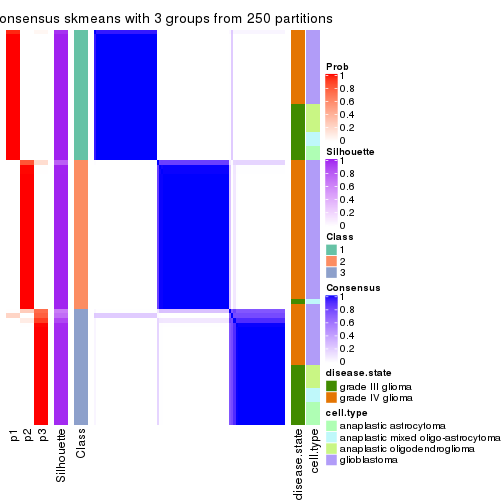 onsensus skmeans with 3 groups from 250 partitions
Prob
1
0.8
0.6
0.4
0.2
0
Silhouette
1
0.8
0.6
0.4
0.2
0
Class
1
2
3
Consensus
1
0.8
0.6
0.4
0.2
0
disease.state
grade III glioma
grade IV glioma
cell.type
anaplastic astrocytoma
anaplastic mixed oligo-astrocytoma
anaplastic oligodendroglioma
glioblastoma
p1
p2
p3
Silhouette
Class
disease.state
cell.type